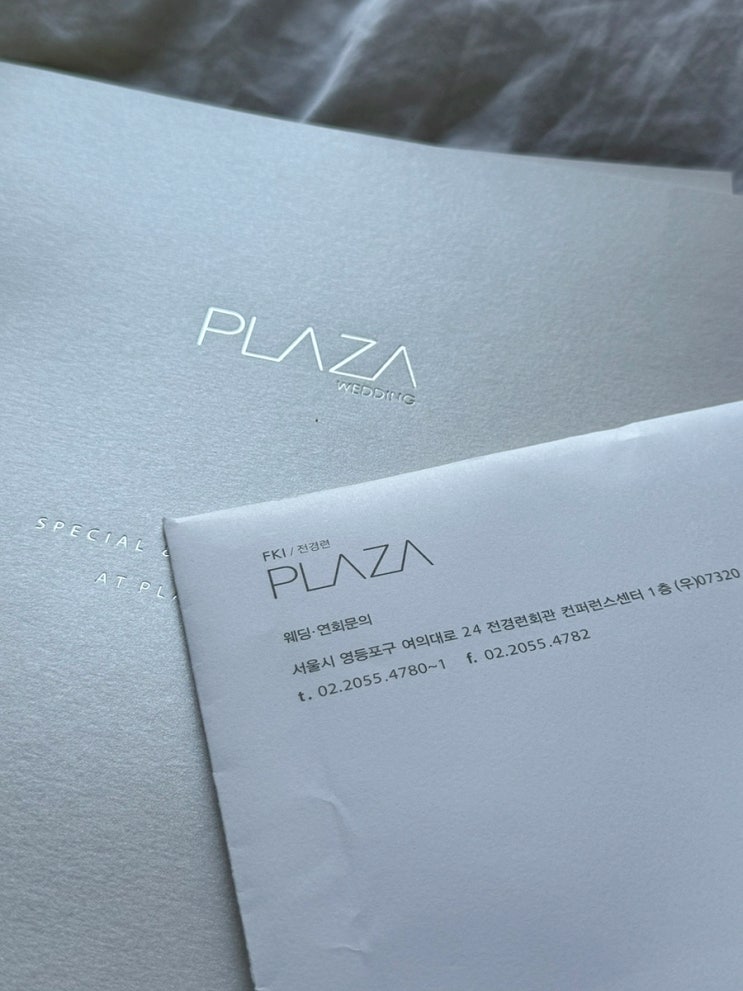 PLAZA
WEDDING
SPECIAL
AT
FKI / 전경련
PLAZA
웨딩·연회문의
서울시 영등포구 여의대로 24 전경련회관 컨퍼런스센터 1층 (우)07320
t. 02.2055.4780~1 f. 02.2055.4782